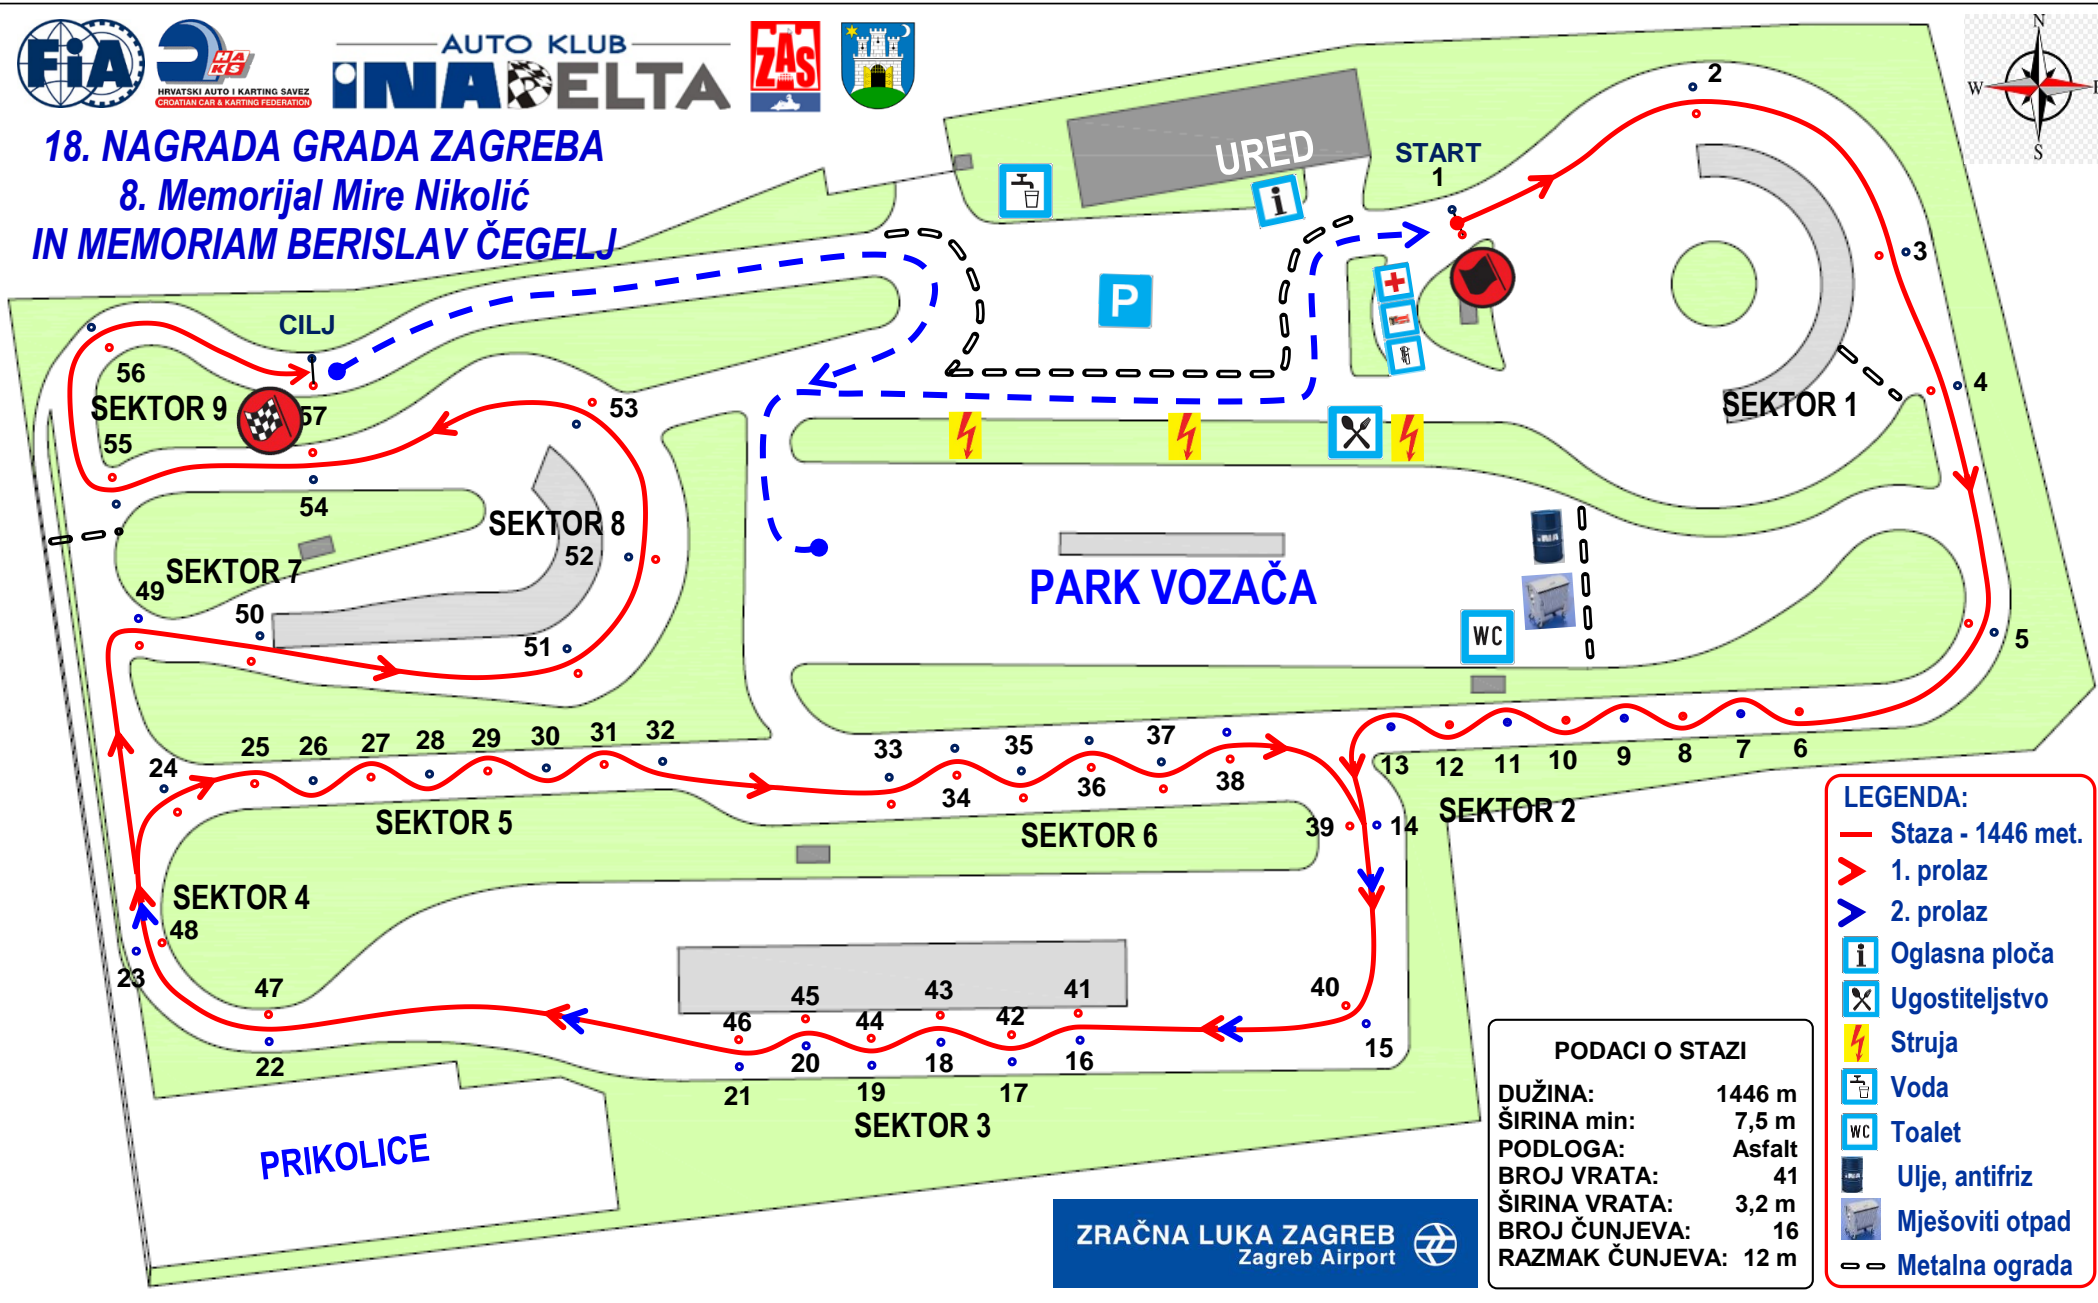 FiA
HAKS
HRVATSKI AUTO I KARTING SAVEZ
CROATIAN CAR & KARTING FEDERATION
AUTO KLUB
INA DELTA
ZAS
18. NAGRADA GRADA ZAGREBA
8. Memorijal Mire Nikolić
IN MEMORIAM BERISLAV ČEGELJ
URED
START
1
2
3
4
5
N
W
E
S
CILJ
P
SEKTOR 1
56
SEKTOR 9
57
55
53
54
SEKTOR 8
52
SEKTOR 7
49
50
51
PARK VOZAČA
WC
24
25
26
27
28
29
30
31
32
33
34
35
36
37
38
13
12
11
10
9
8
7
6
SEKTOR 5
SEKTOR 6
39
14
SEKTOR 2
SEKTOR 4
48
23
47
22
46
45
44
43
42
41
40
15
21
20
19
18
17
16
SEKTOR 3
PRIKOLICE
ZRAČNA LUKA ZAGREB
Zagreb Airport
PODACI O STAZI
DUŽINA: 1446 m
ŠIRINA min: 7,5 m
PODLOGA: Asfalt
BROJ VRATA: 41
ŠIRINA VRATA: 3,2 m
BROJ ČUNJEVA: 16
RAZMAK ČUNJEVA: 12 m
LEGENDA:
Staza - 1446 met.
1. prolaz
2. prolaz
i Oglasna ploča
Ugostiteljstvo
Struja
Voda
WC Toalet
Ulje, antifriz
Mješoviti otpad
Metalna ograda